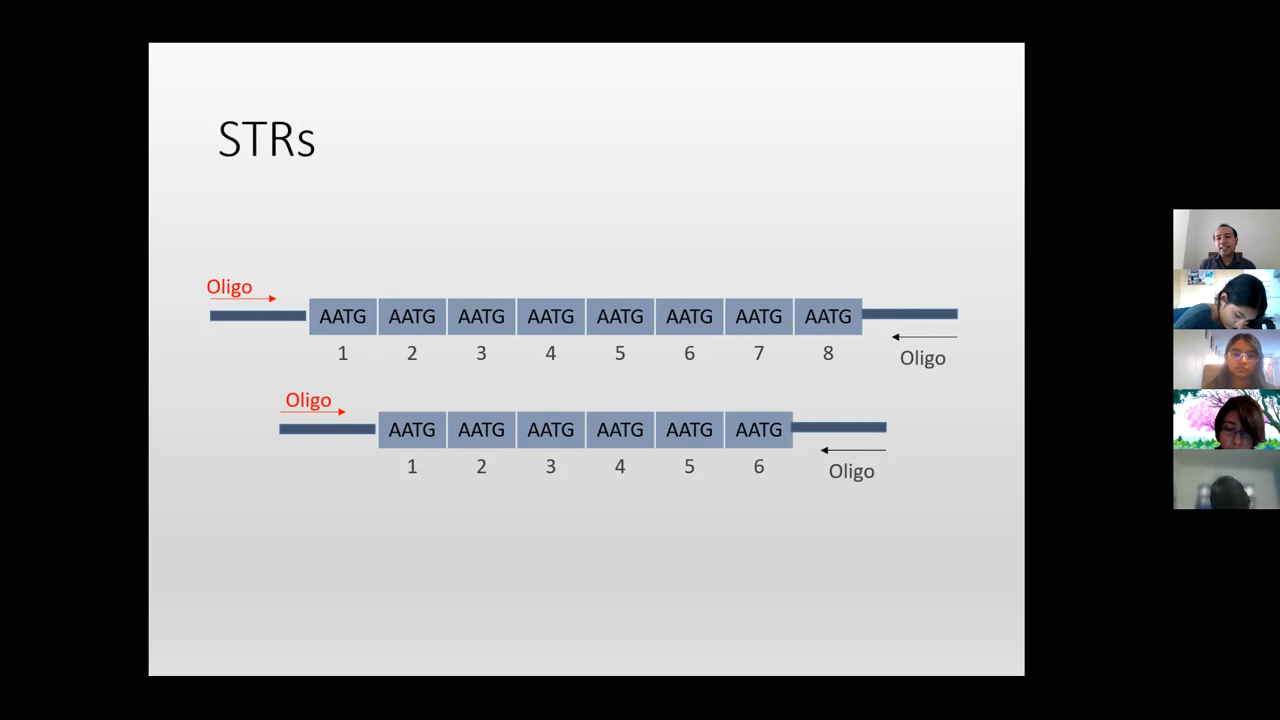 STRs
Oligo
AATG AATG AATG AATG AATG AATG AATG AATG
1 2 3 4 5 6 7 8
Oligo
Oligo
AATG AATG AATG AATG AATG AATG
1 2 3 4 5 6
Oligo